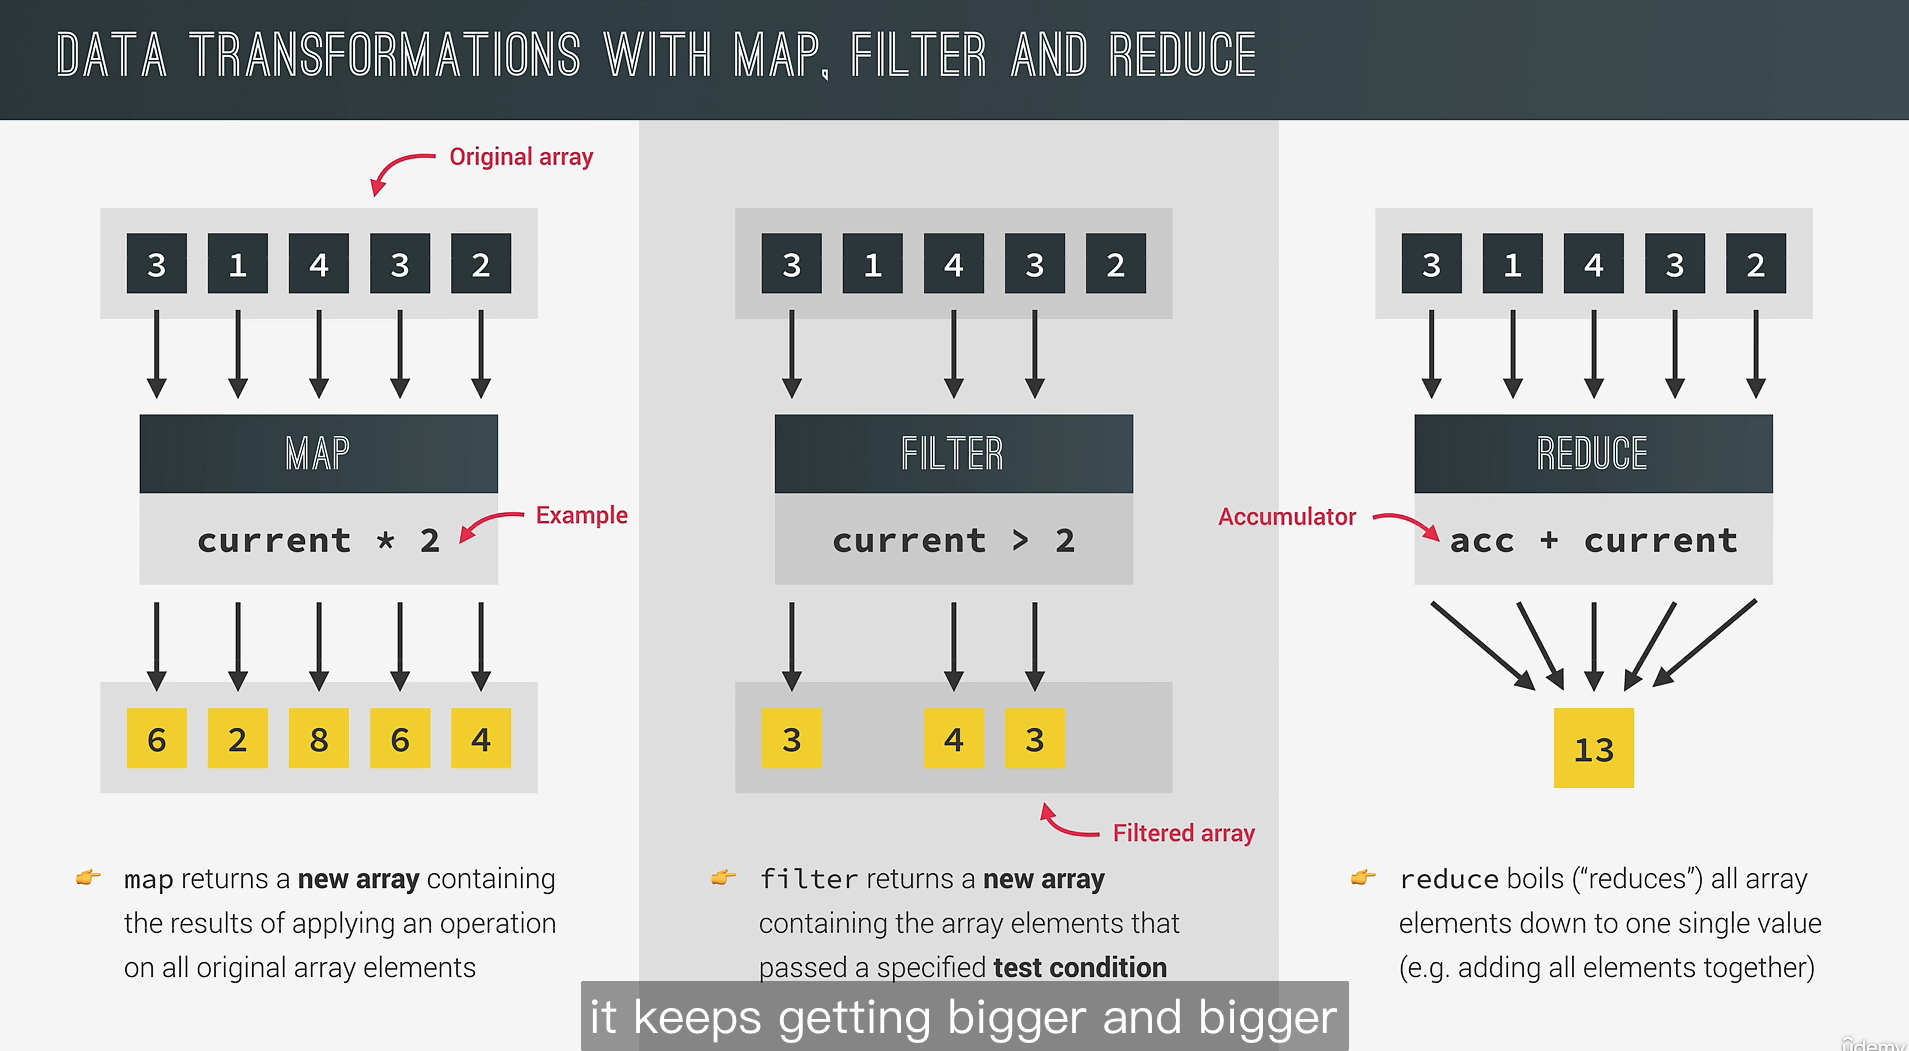 DATA TRANSFORMATIONS WITH MAP, FILTER AND REDUCE
Original array
3 1 4 3 2
MAP
Example
current * 2
6 2 8 6 4
map returns a new array containing
the results of applying an operation
on all original array elements
3 1 4 3 2
FILTER
current > 2
3 4 3
Filtered array
filter returns a new array
containing the array elements that
passed a specified test condition
3 1 4 3 2
REDUCE
Accumulator
acc + current
13
reduce boils (“reduces”) all array
elements down to one single value
(e.g. adding all elements together)
it keeps getting bigger and bigger
ûdemy